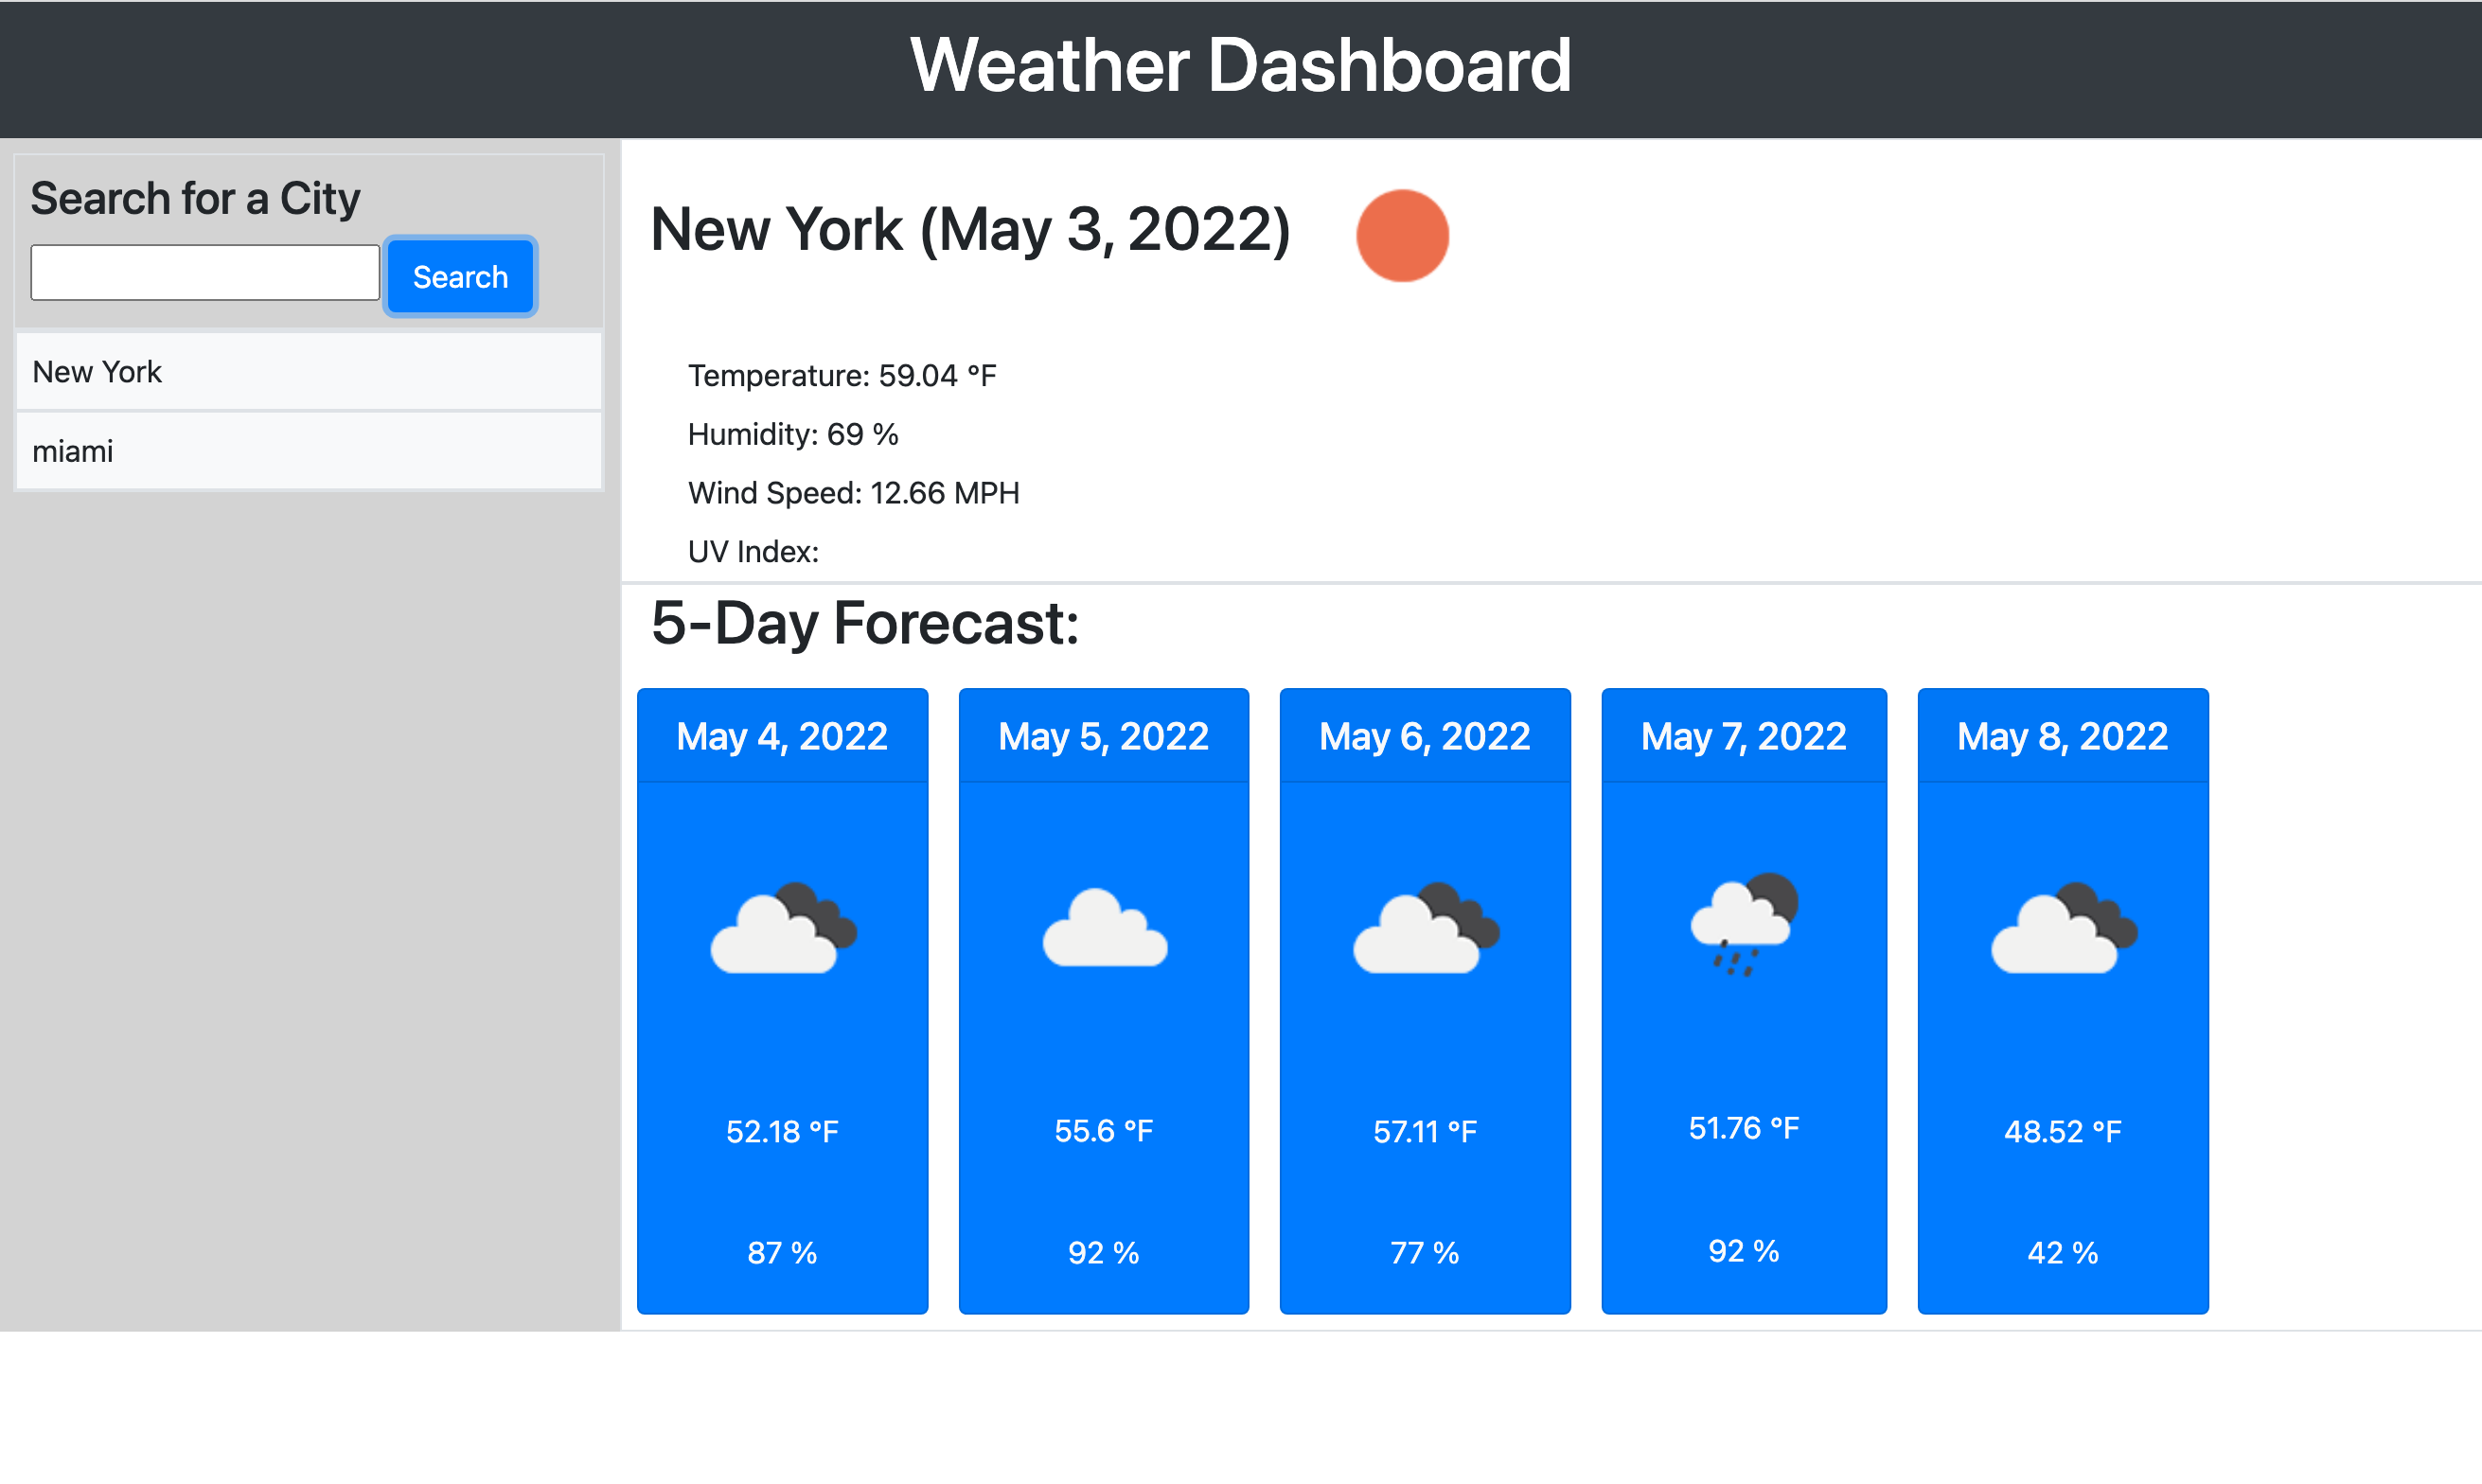 Weather Dashboard
Search for a City
Search
New York
miami
New York (May 3, 2022)
Temperature: 59.04 °F
Humidity: 69 %
Wind Speed: 12.66 MPH
UV Index:
5-Day Forecast:
May 4, 2022
52.18 °F
87 %
May 5, 2022
55.6 °F
92 %
May 6, 2022
57.11 °F
77 %
May 7, 2022
51.76 °F
92 %
May 8, 2022
48.52 °F
42 %